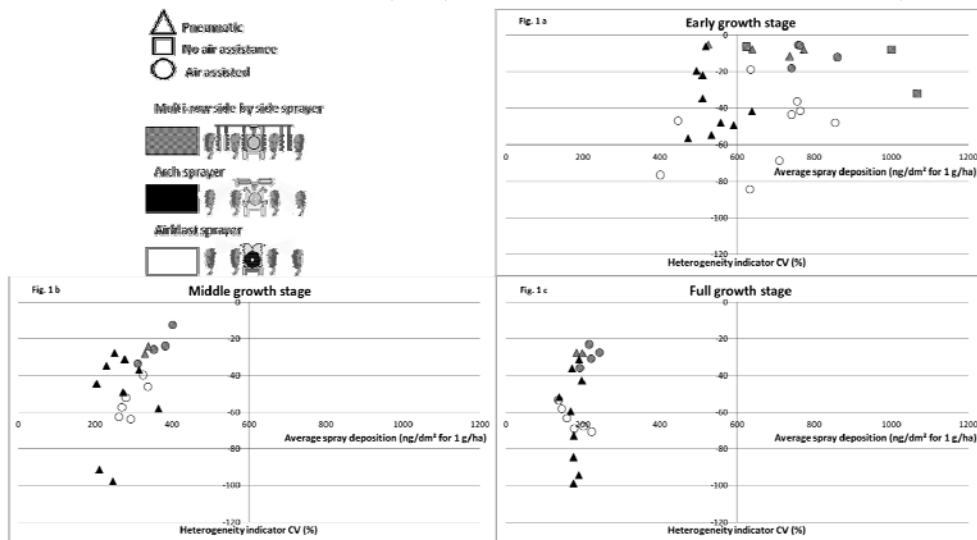 Pneumatic
No air assistance
Air assisted
Multi-row side by side sprayer
Arch sprayer
Airblast sprayer
Fig. 1 a
Early growth stage
0
-20
-40
-60
-80
-100
-120
0
200
400
600
800
1000
1200
Average spray deposition (ng/dm² for 1 g/ha)
Heterogeneity indicator CV (%)
Fig. 1 b
Middle growth stage
0
-20
-40
-60
-80
-100
-120
0
200
400
600
800
1000
1200
Average spray deposition (ng/dm² for 1 g/ha)
Heterogeneity indicator CV (%)
Fig. 1 c
Full growth stage
0
-20
-40
-60
-80
-100
-120
0
200
400
600
800
1000
1200
Average spray deposition (ng/dm² for 1 g/ha)
Heterogeneity indicator CV (%)